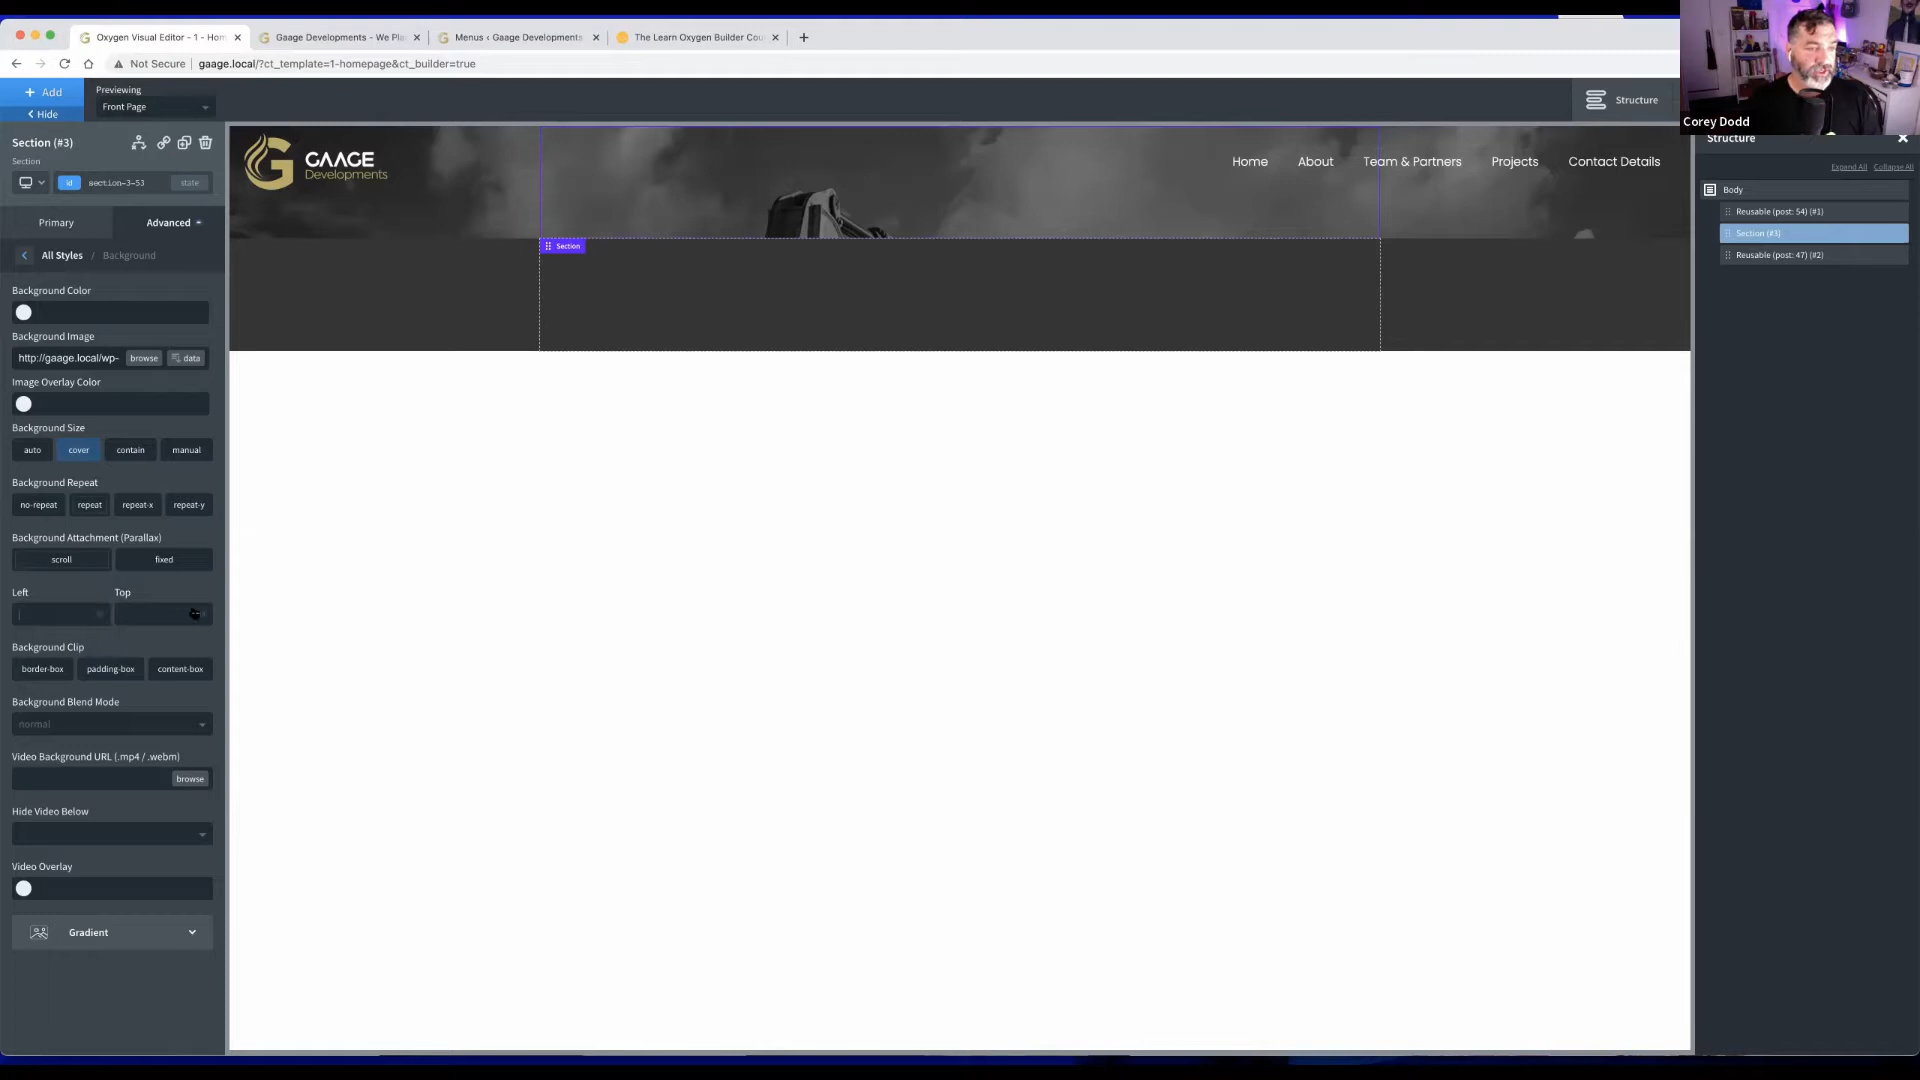 Oxygen Visual Editor - 1 - Hom
Gaage Developments - We Pla
Menus ‹ Gaage Developments
The Learn Oxygen Builder Cou
Not Secure
gaage.local/?ct_template=1-homepage&ct_builder=true
+ Add
Hide
Previewing
Front Page
Structure
Corey Dodd
Section (#3)
Section
id
section-3-53
state
Primary
Advanced
All Styles / Background
Background Color
Background Image
http://gaage.local/wp-
browse
data
Image Overlay Color
Background Size
auto
cover
contain
manual
Background Repeat
no-repeat
repeat
repeat-x
repeat-y
Background Attachment (Parallax)
scroll
fixed
Left
Top
Background Clip
border-box
padding-box
content-box
Background Blend Mode
normal
Video Background URL (.mp4 / .webm)
browse
Hide Video Below
Video Overlay
Gradient
G
GAAGE
Developments
Home
About
Team & Partners
Projects
Contact Details
Section
Structure
Expand All
Collapse All
Body
Reusable (post: 54) (#1)
Section (#3)
Reusable (post: 47) (#2)